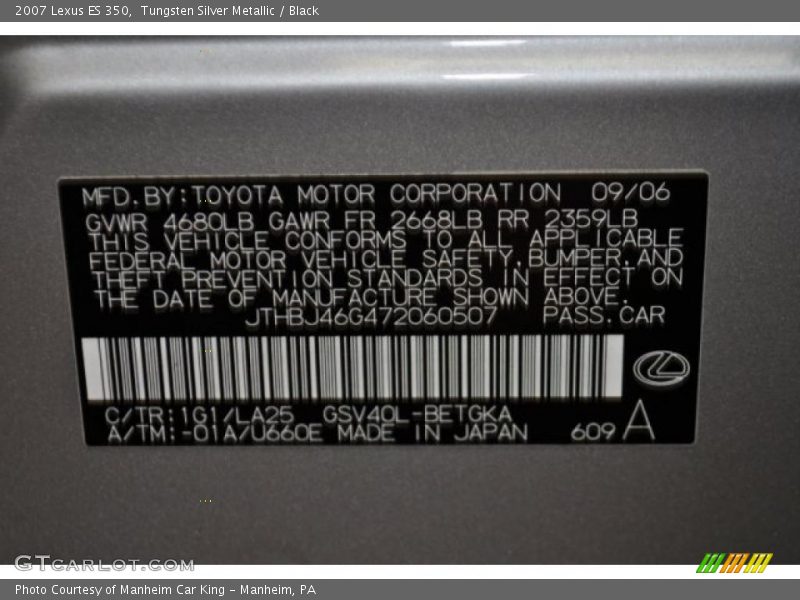 2007 Lexus ES 350,  Tungsten Silver Metallic / Black
MFD.BY:TOYOTA MOTOR CORPORATION 09/06
GVWR 4680LB GAWR FR 2668LB RR 2359LB
THIS VEHICLE CONFORMS TO ALL APPLICABLE
FEDERAL MOTOR VEHICLE SAFETY,BUMPER,AND
THEFT PREVENTION STANDARDS IN EFFECT ON
THE DATE OF MANUFACTURE SHOWN ABOVE.
JTHBJ46G472060507 PASS.CAR
C/TR:1G1/LA25 GSV40L-BETGKA
A/TM:-01A/U660E MADE IN JAPAN 609 A
GTcarlot.com
Photo Courtesy of Manheim Car King - Manheim, PA